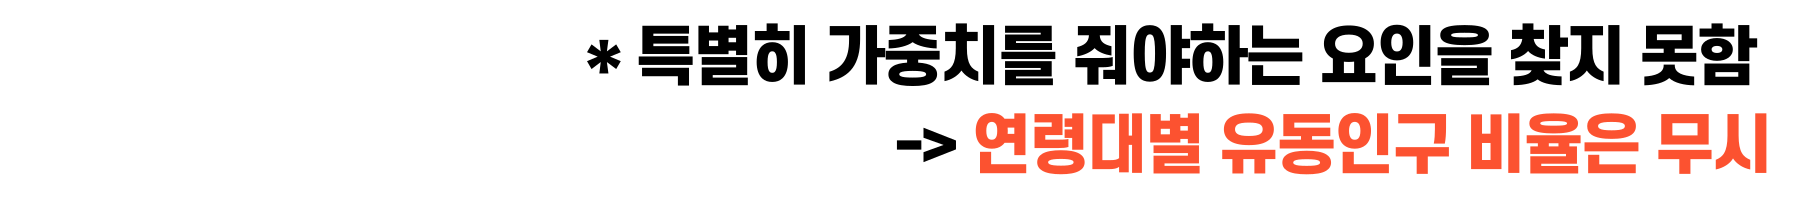 * 특별히 가중치를 줘야하는 요인을 찾지 못함
-> 연령대별 유동인구 비율은 무시